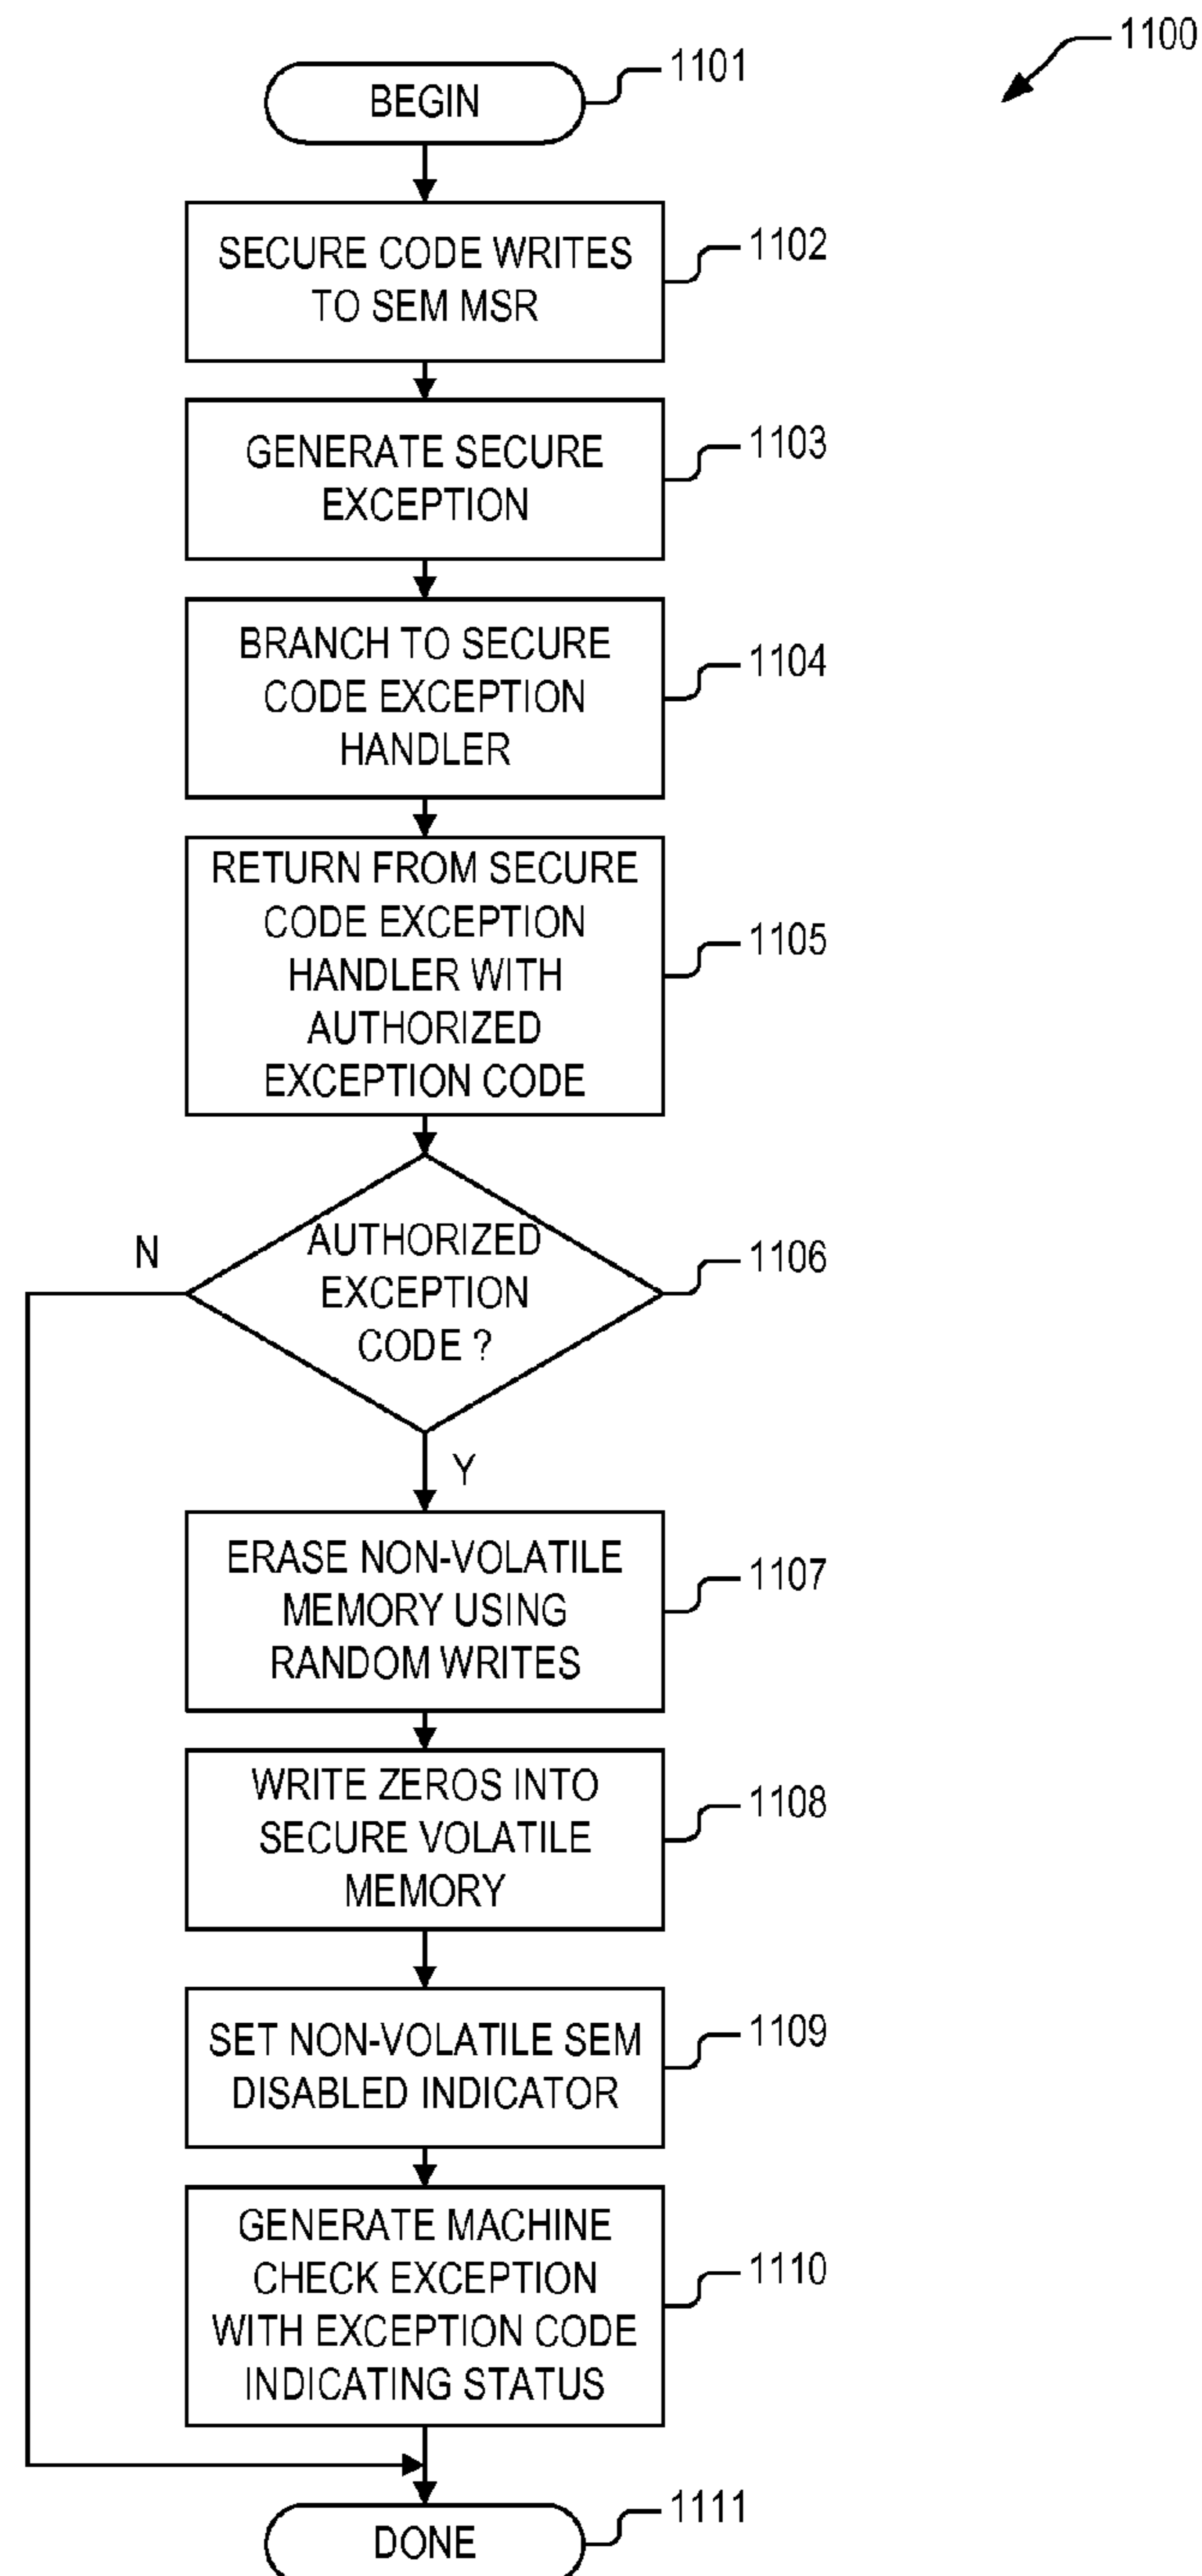 1100
BEGIN
1101
SECURE CODE WRITES
TO SEM MSR
1102
GENERATE SECURE
EXCEPTION
1103
BRANCH TO SECURE
CODE EXCEPTION
HANDLER
1104
RETURN FROM SECURE
CODE EXCEPTION
HANDLER WITH
AUTHORIZED
EXCEPTION CODE
1105
N
AUTHORIZED
EXCEPTION
CODE ?
1106
Y
ERASE NON-VOLATILE
MEMORY USING
RANDOM WRITES
1107
WRITE ZEROS INTO
SECURE VOLATILE
MEMORY
1108
SET NON-VOLATILE SEM
DISABLED INDICATOR
1109
GENERATE MACHINE
CHECK EXCEPTION
WITH EXCEPTION CODE
INDICATING STATUS
1110
DONE
1111